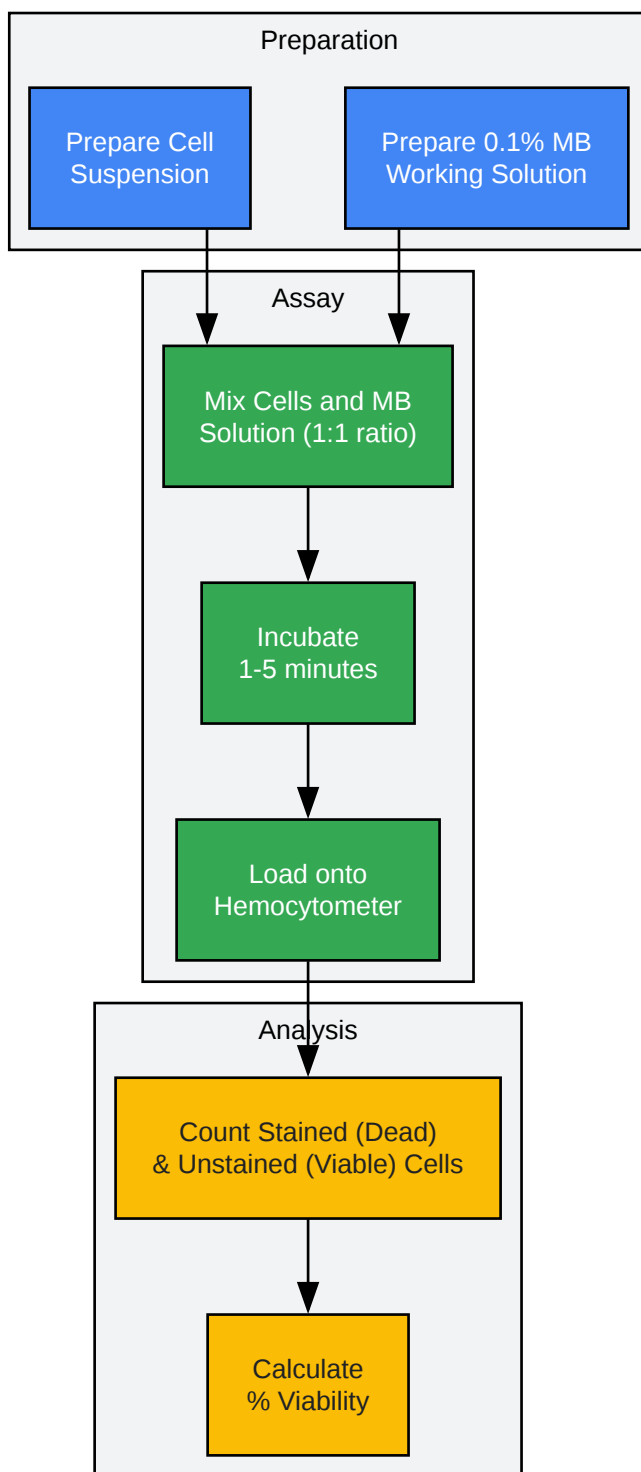 Preparation
Prepare Cell
Suspension
Prepare 0.1% MB
Working Solution
Assay
Mix Cells and MB
Solution (1:1 ratio)
Incubate
1-5 minutes
Load onto
Hemocytometer
Analysis
Count Stained (Dead)
& Unstained (Viable) Cells
Calculate
% Viability